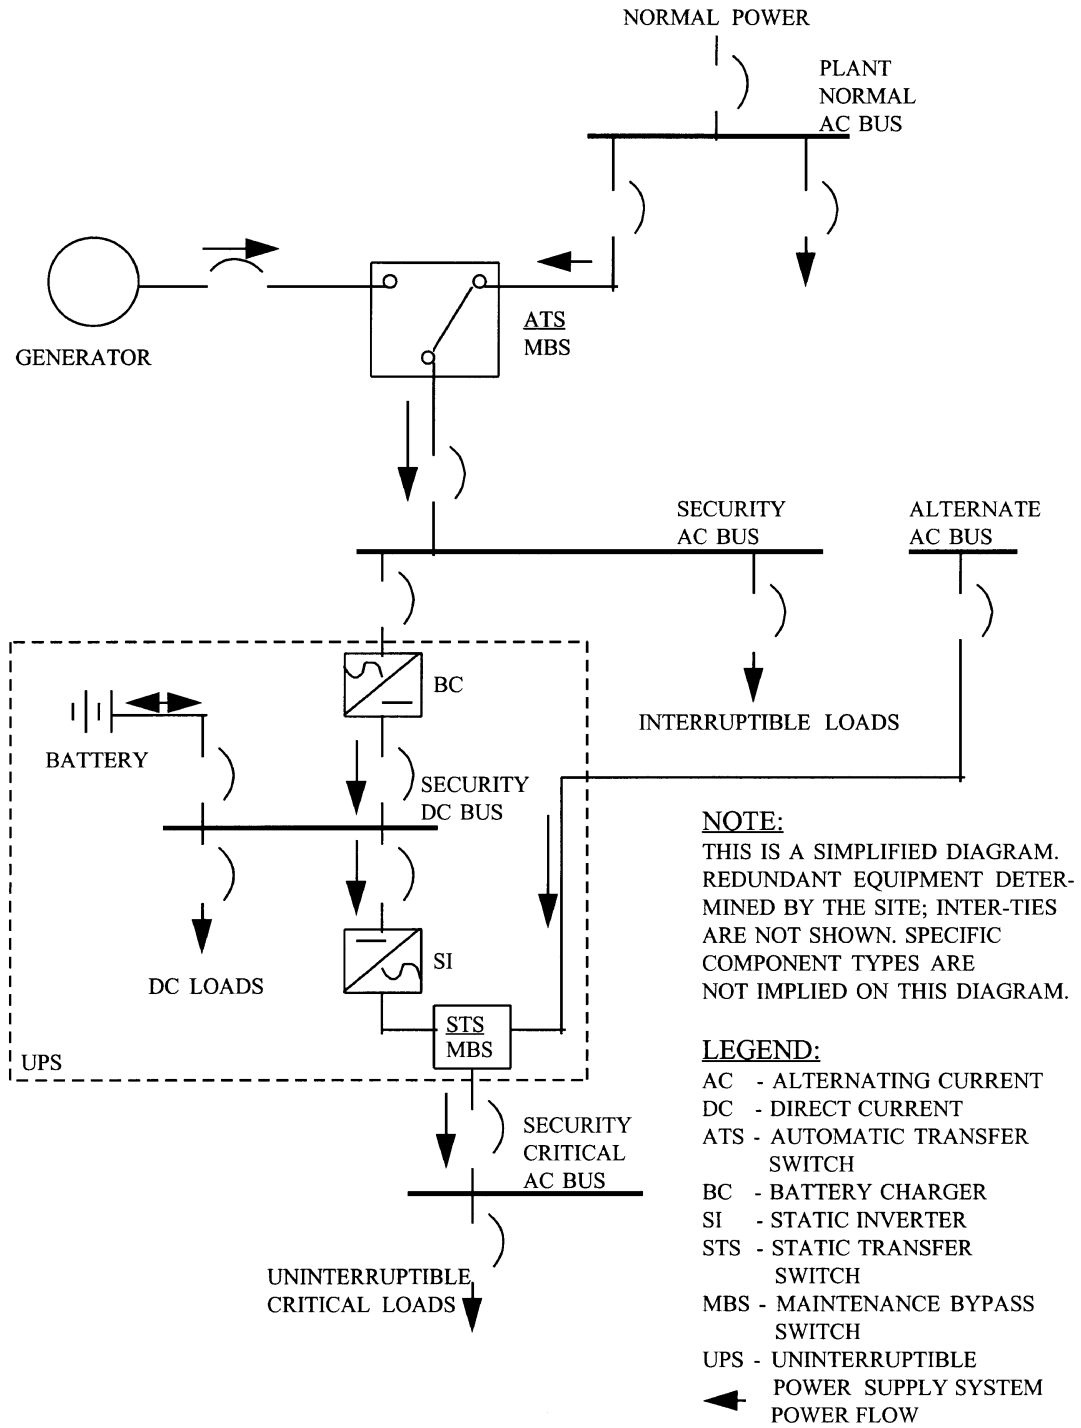 NORMAL POWER
PLANT
NORMAL
AC BUS
GENERATOR
ATS
MBS
SECURITY
AC BUS
ALTERNATE
AC BUS
BC
INTERRUPTIBLE LOADS
BATTERY
SECURITY
DC BUS
DC LOADS
SI
STS
MBS
UPS
SECURITY
CRITICAL
AC BUS
UNINTERRUPTIBLE
CRITICAL LOADS
NOTE:
THIS IS A SIMPLIFIED DIAGRAM.
REDUNDANT EQUIPMENT DETER-
MINED BY THE SITE; INTER-TIES
ARE NOT SHOWN. SPECIFIC
COMPONENT TYPES ARE
NOT IMPLIED ON THIS DIAGRAM.
LEGEND:
AC - ALTERNATING CURRENT
DC - DIRECT CURRENT
ATS - AUTOMATIC TRANSFER
SWITCH
BC - BATTERY CHARGER
SI - STATIC INVERTER
STS - STATIC TRANSFER
SWITCH
MBS - MAINTENANCE BYPASS
SWITCH
UPS - UNINTERRUPTIBLE
POWER SUPPLY SYSTEM
POWER FLOW